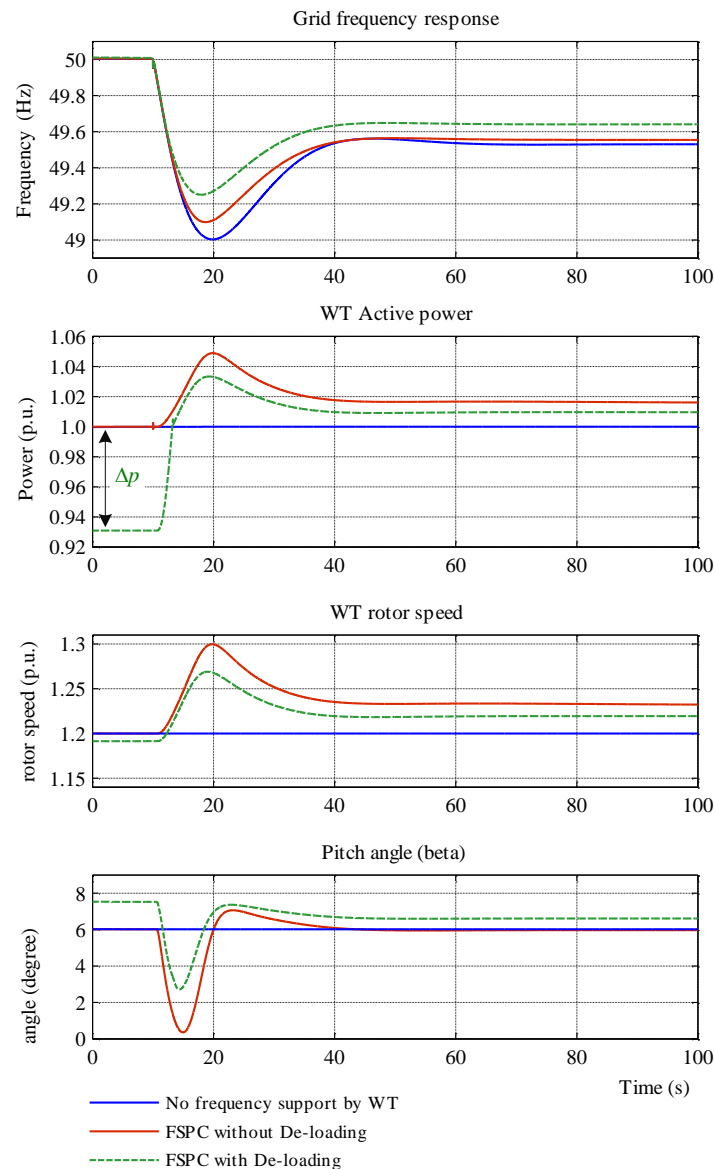 Grid frequency response
Frequency (Hz)
50
49.8
49.6
49.4
49.2
49
0 20 40 60 80 100
WT Active power
Power (p.u.)
1.06
1.04
1.02
1.0
0.98
0.96
0.94
0.92
Δp
0 20 40 60 80 100
WT rotor speed
rotor speed (p.u.)
1.3
1.25
1.2
1.15
0 20 40 60 80 100
Pitch angle (beta)
angle (degree)
8
6
4
2
0
0 20 40 60 80 100
Time (s)
No frequency support by WT
FSPC without De-loading
FSPC with De-loading